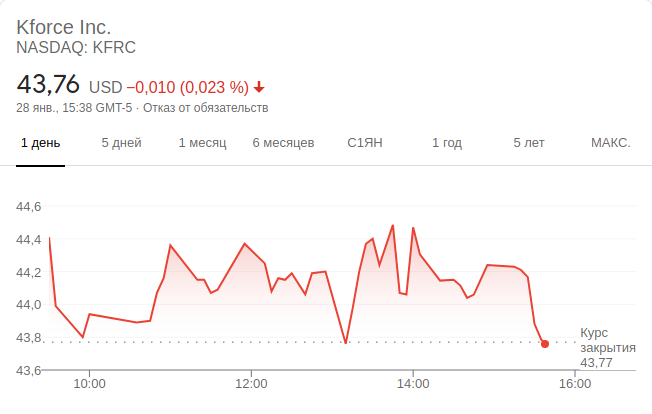 Kforce Inc.
NASDAQ: KFRC
43,76 USD −0,010 (0,023 %)
28 янв., 15:38 GMT-5 · Отказ от обязательств
1 день 5 дней 1 месяц 6 месяцев С1ЯН 1 год 5 лет МАКС.
44,6
44,4
44,2
44,0
43,8
43,6
Курс
закрытия
43,77
10:00 12:00 14:00 16:00